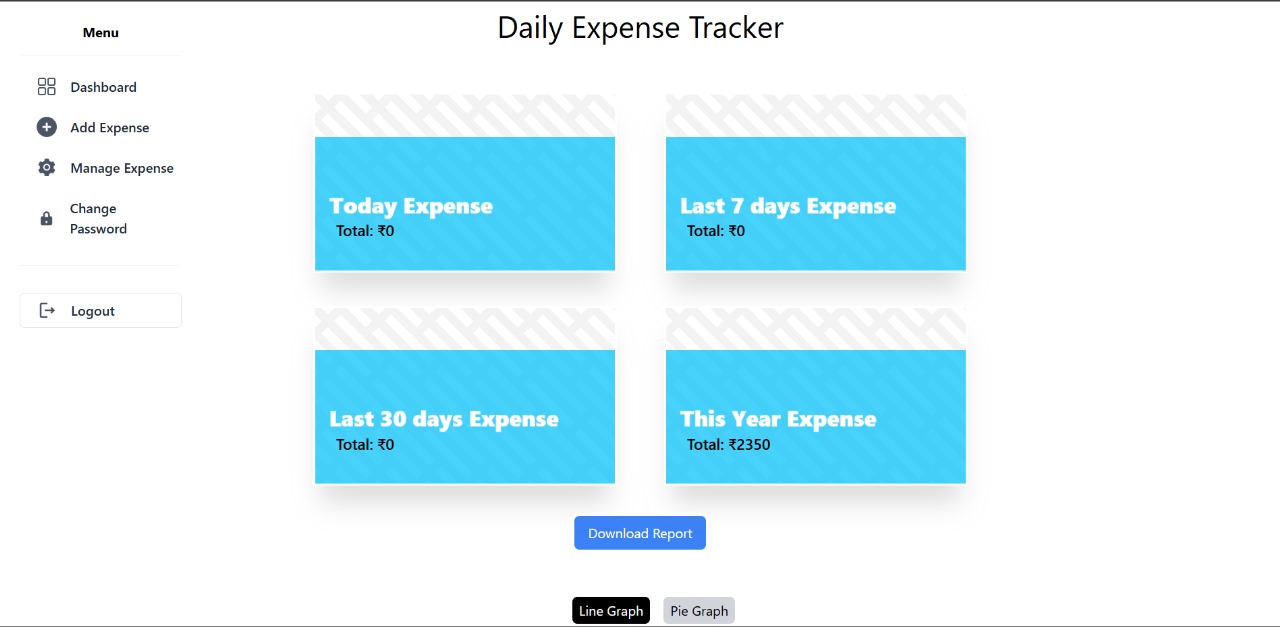 Menu
Dashboard
Add Expense
Manage Expense
Change
Password
Logout
Daily Expense Tracker
Today Expense
Total: ₹0
Last 7 days Expense
Total: ₹0
Last 30 days Expense
Total: ₹0
This Year Expense
Total: ₹2350
Download Report
Line Graph
Pie Graph